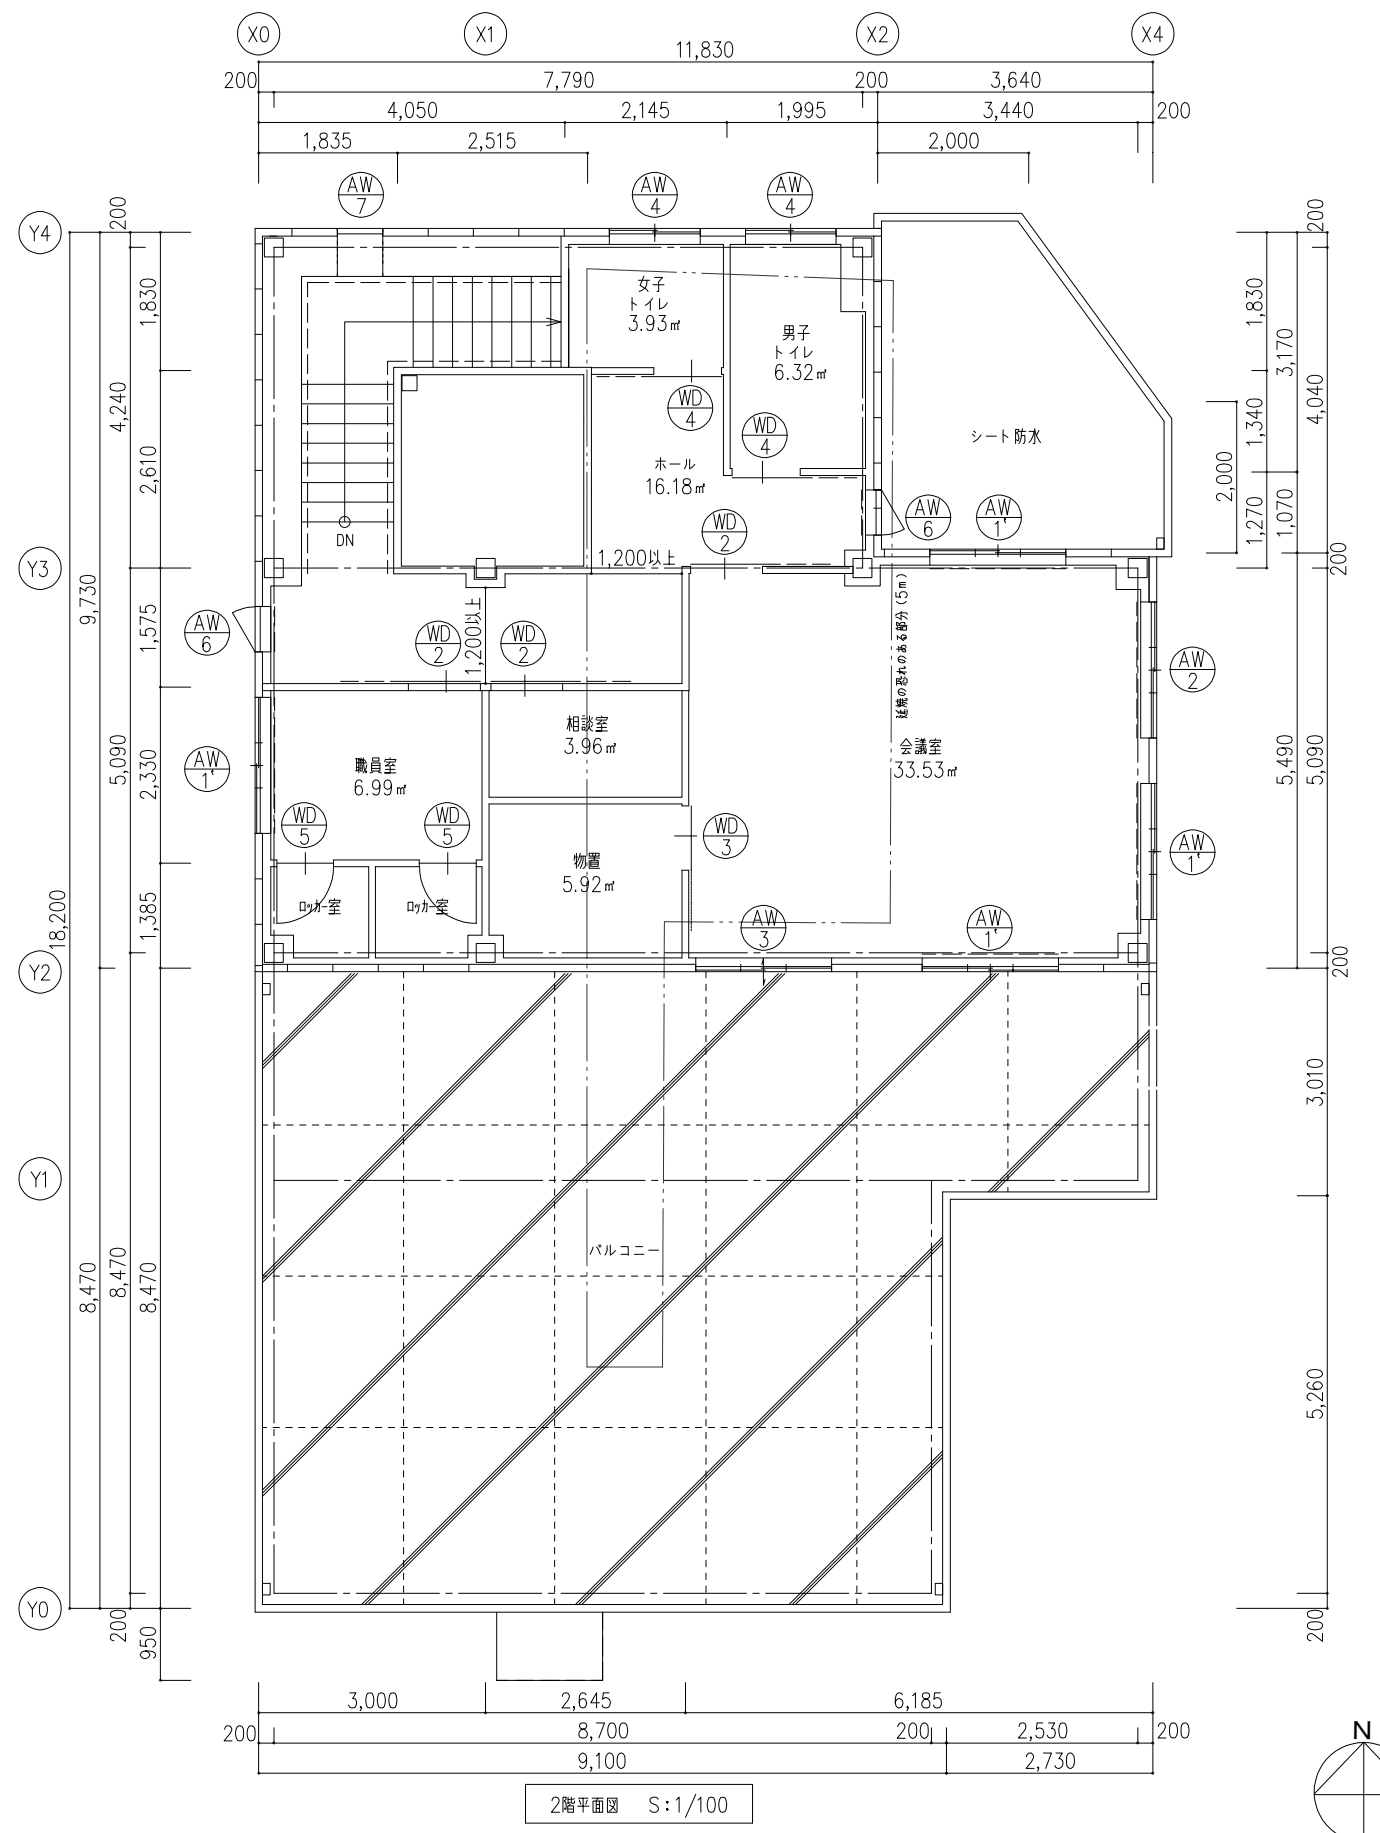 X0 X1 X2 X4
11,830
200 7,790 200 3,640
4,050 2,145 1,995 3,440 200
1,835 2,515 2,000
AW
7
AW
4
AW
4
Y4
200
200
1,830
4,240
2,610
9,730
1,830
3,170
4,040
1,340
2,000
1,270
1,070
200
女子
トイレ
3.93㎡
男子
トイレ
6.32㎡
WD
4
WD
4
シート防水
ホール
16.18㎡
AW
6
AW
1'
WD
2
DN
1,200以上
Y3
AW
6
1,575
WD
2
1,200以上
WD
2
延焼の恐れのある部分(5m)
AW
2
相談室
3.96㎡
会議室
33.53㎡
AW
1'
職員室
6.99㎡
5,090
2,330
5,490
5,090
WD
5
WD
5
WD
3
AW
1'
物置
5.92㎡
ロッカー室
ロッカー室
1,385
18,200
AW
3
AW
1'
Y2
200
3,010
Y1
バルコニー
8,470
8,470
8,470
5,260
Y0
200
950
200
3,000 2,645 6,185
200 8,700 200 2,530 200
9,100 2,730
N
2階平面図 S:1/100